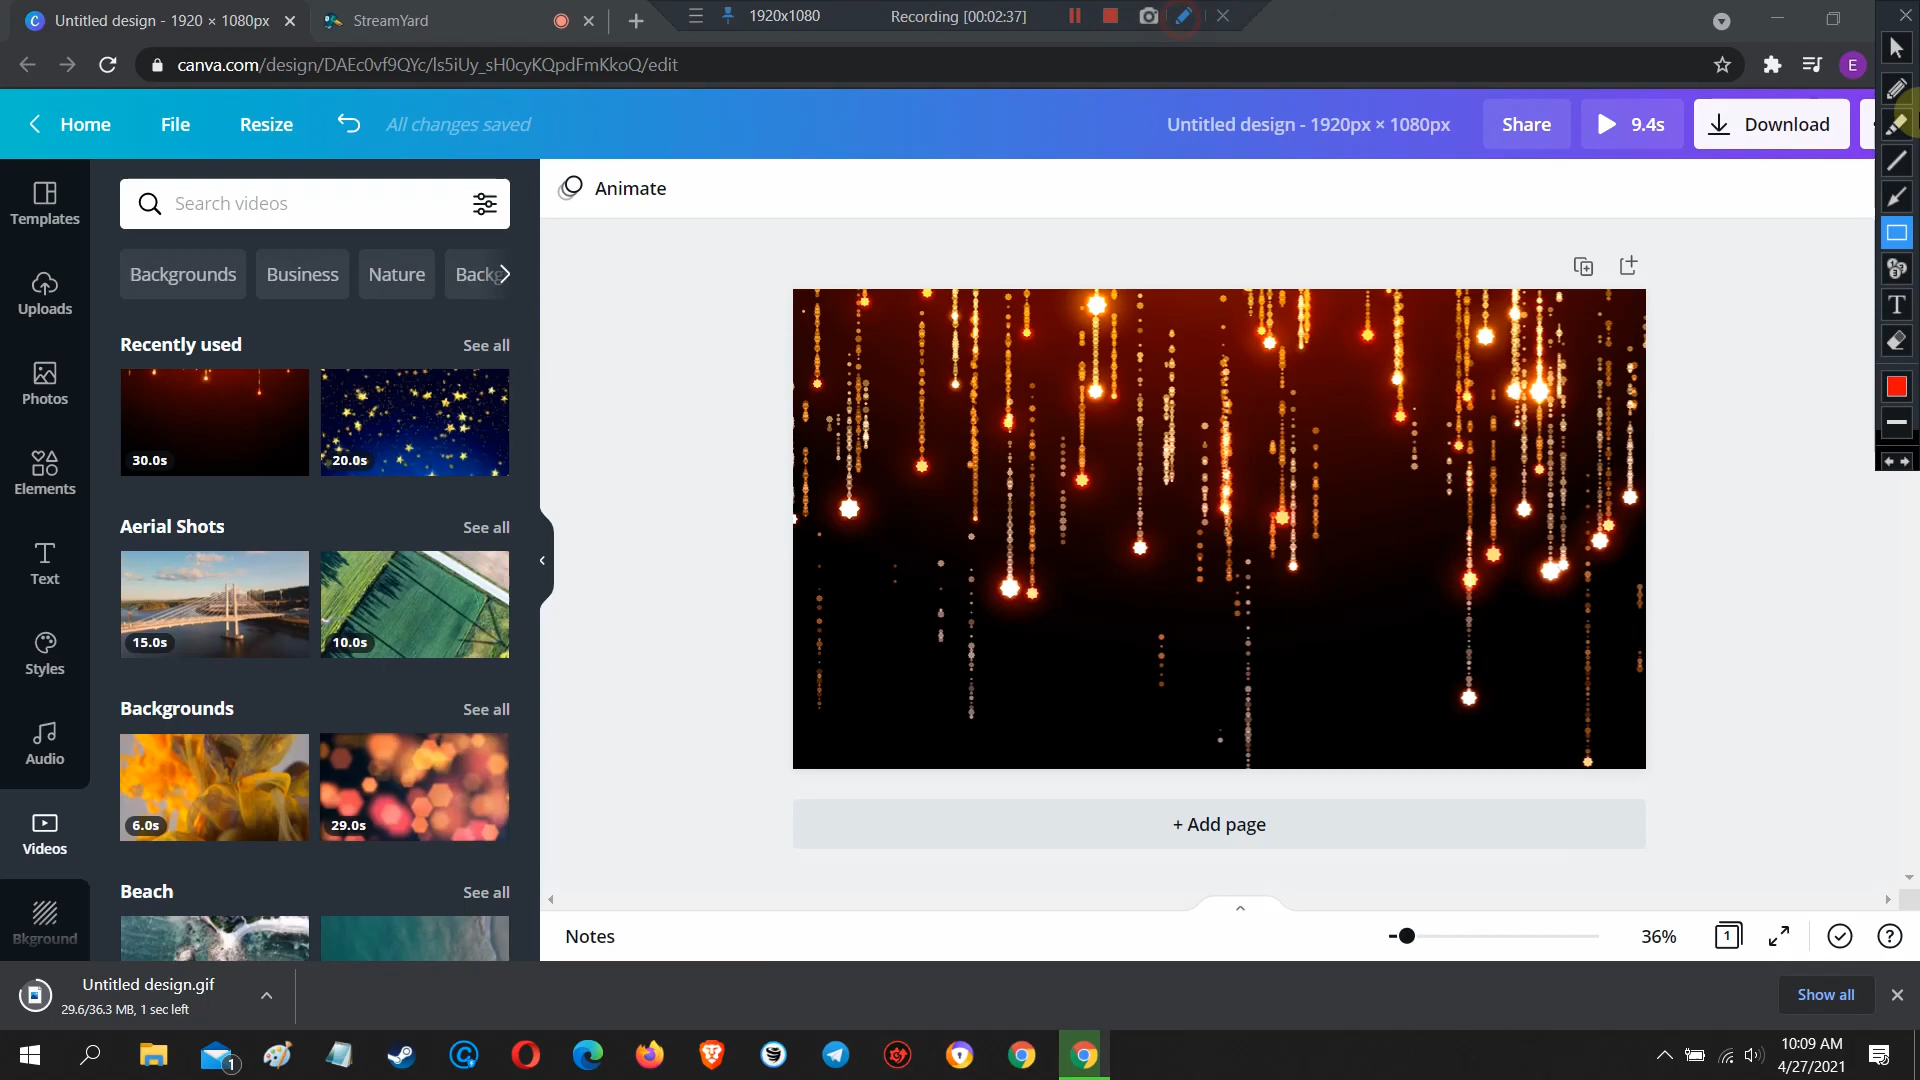 Untitled design - 1920 × 1080px
StreamYard
1920x1080
Recording [00:02:37]
canva.com/design/DAEc0vf9QYc/ls5iUy_sH0cyKQpdFmKkoQ/edit
E
Home
File
Resize
All changes saved
Untitled design - 1920px × 1080px
Share
9.4s
Download
Templates
Uploads
Photos
Elements
Text
Styles
Audio
Videos
Bkground
Search videos
Backgrounds
Business
Nature
Backg
Recently used
See all
30.0s
20.0s
Aerial Shots
See all
15.0s
10.0s
Backgrounds
See all
6.0s
29.0s
Beach
See all
Animate
+ Add page
Notes
36%
1
Untitled design.gif
29.6/36.3 MB, 1 sec left
Show all
1
10:09 AM
4/27/2021